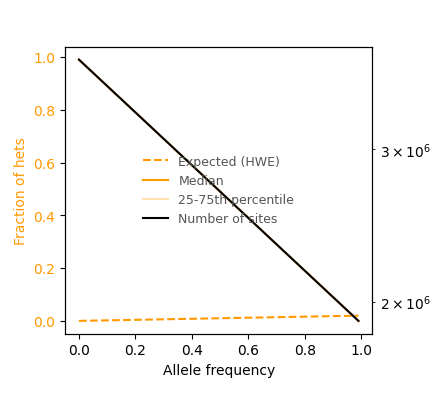 1.0
0.8
0.6
0.4
0.2
0.0
Fraction of hets
Expected (HWE)
Median
25-75th percentile
Number of sites
3 × 10⁶
2 × 10⁶
0.0 0.2 0.4 0.6 0.8 1.0
Allele frequency